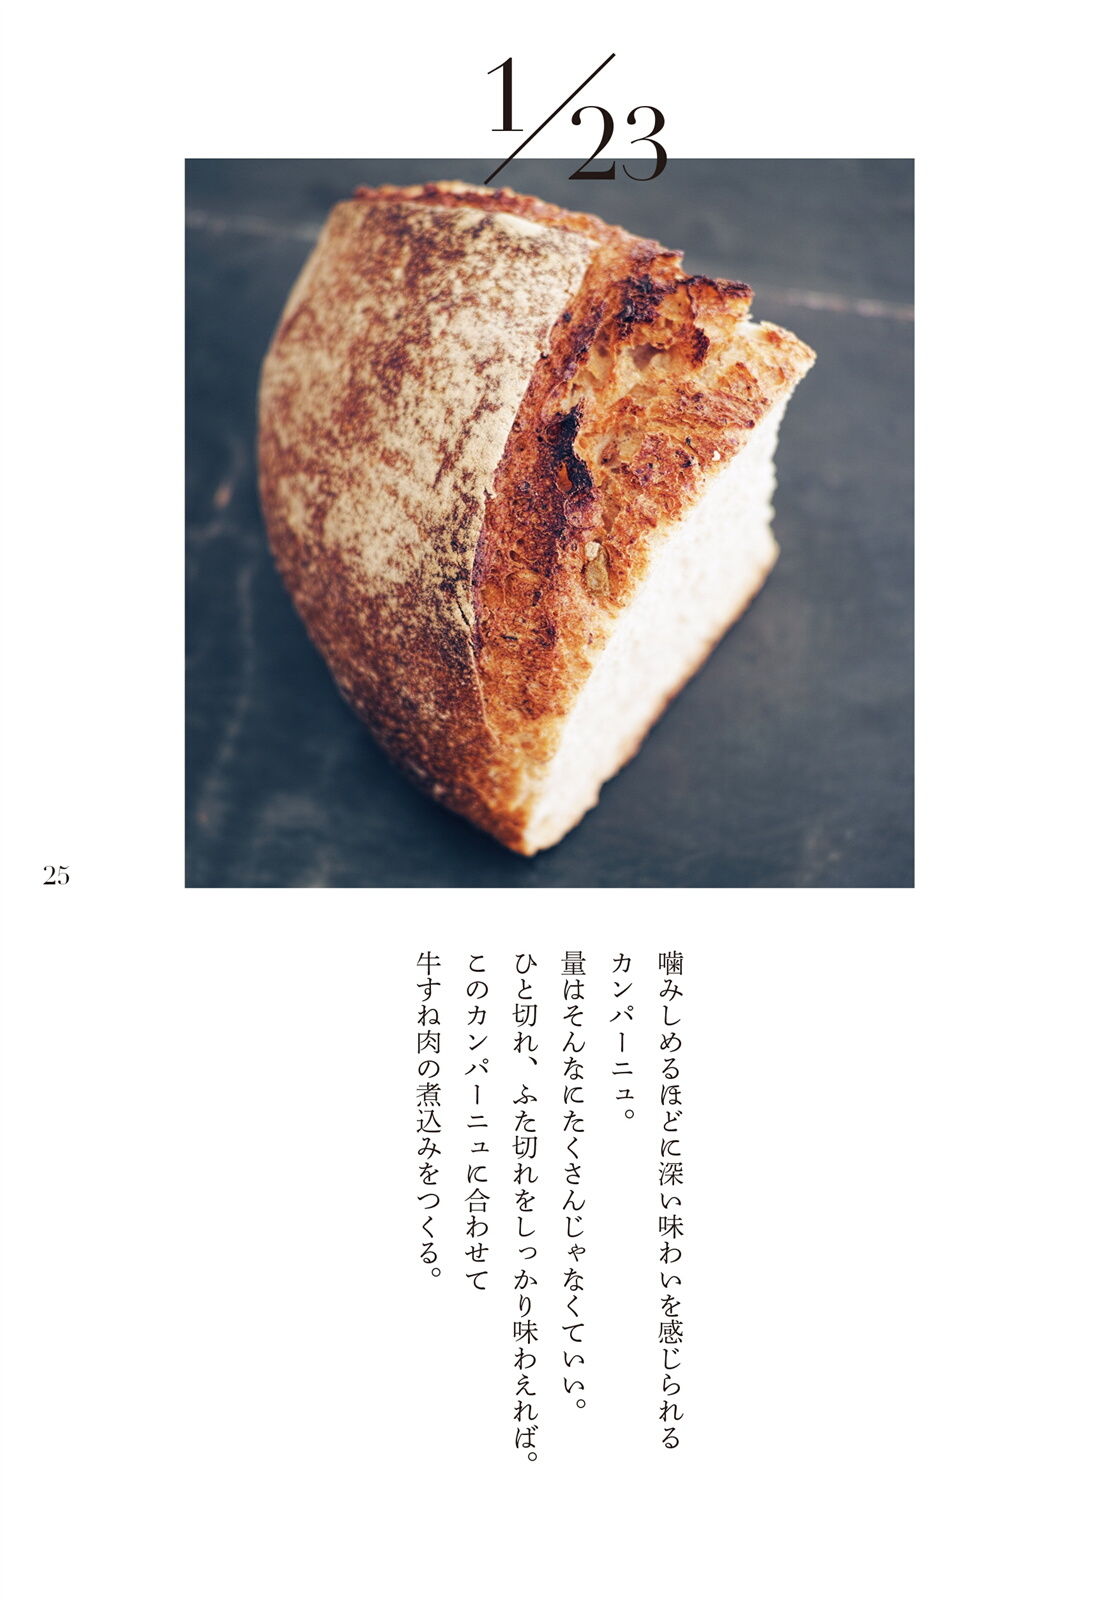 1/23
25
噛みしめるほどに深い味わいを感じられる
カンパーニュ。
量はそんなにたくさんじゃなくていい。
ひと切れ、ふた切れをしっかり味わえれば。
このカンパーニュに合わせて
牛すね肉の煮込みをつくる。